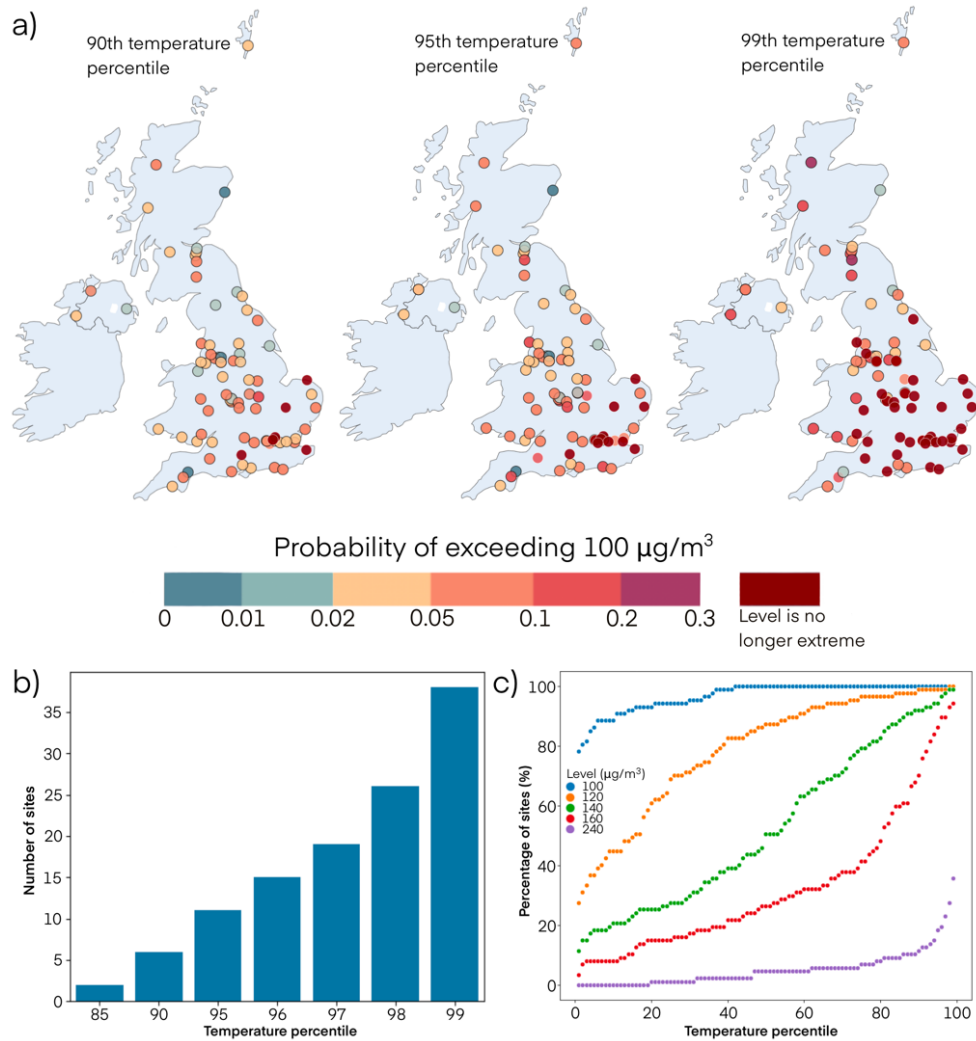 a)
90th temperature
percentile
95th temperature
percentile
99th temperature
percentile
Probability of exceeding 100 µg/m³
0 0.01 0.02 0.05 0.1 0.2 0.3
Level is no
longer extreme
b)
Number of sites
35
30
25
20
15
10
5
0
85 90 95 96 97 98 99
Temperature percentile
c)
Percentage of sites (%)
100
80
60
40
20
0
Level (µg/m³)
100
120
140
160
240
0 20 40 60 80 100
Temperature percentile